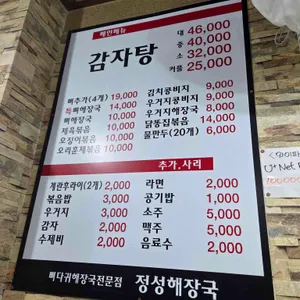 메인메뉴
감자탕
대 46,000
중 40,000
소 32,000
커플 25,000
뼈추가(4개) 19,000
뼈해장국 14,000
뼈해장국 10,000
제육볶음 10,000
오징어볶음 10,000
오리훈제볶음 10,000
김치콩비지 9,000
우거지콩비지 9,000
우거지해장국 8,000
닭똥집볶음 14,000
물만두(20개) 6,000
추가.사리
계란후라이(2개) 2,000
볶음밥 3,000
우거지 3,000
감자 2,000
수제비 2,000
라면 2,000
공기밥 1,000
소주 5,000
맥주 5,000
음료수 2,000
뼈다귀해장국전문점 정성해장국